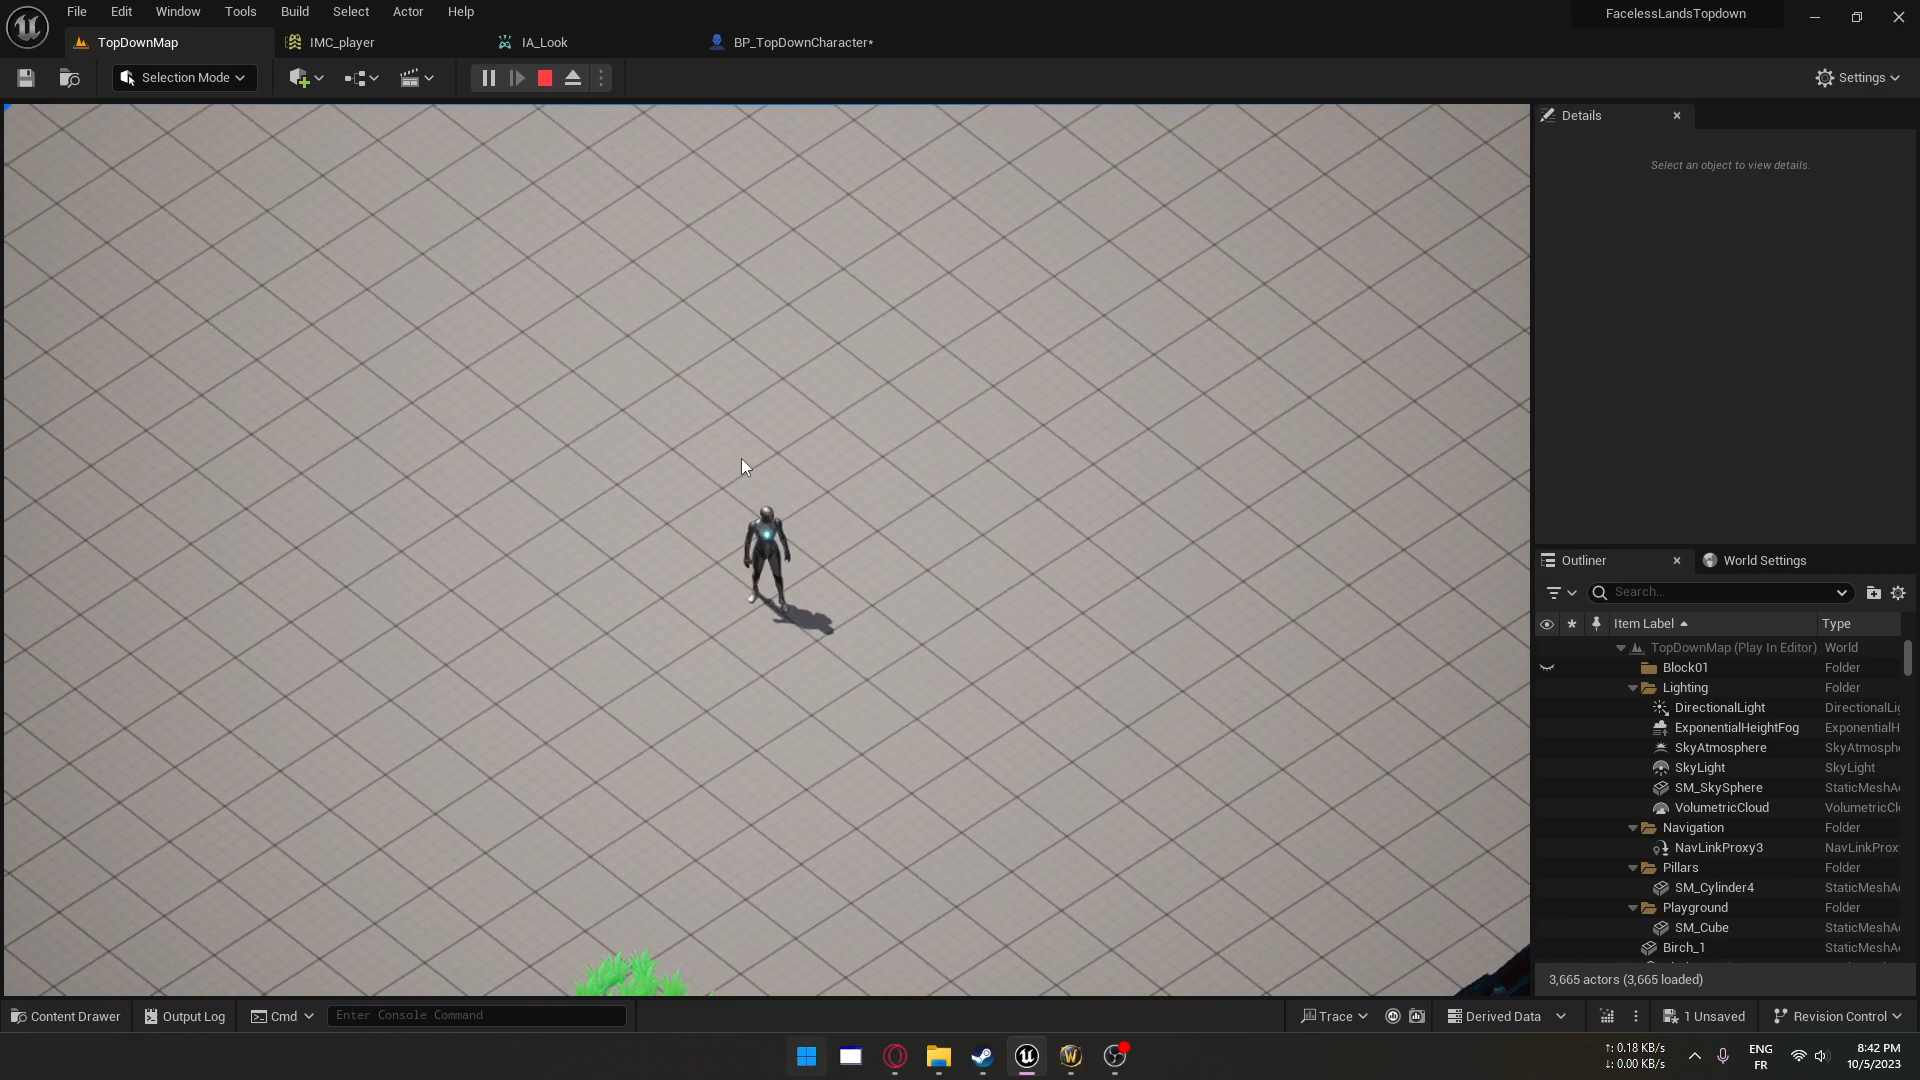 File Edit Window Tools Build Select Actor Help
FacelessLandsTopdown
TopDownMap IMC_player IA_Look BP_TopDownCharacter*
Selection Mode
Settings
Details
Select an object to view details.
Outliner World Settings
Search...
Item Label Type
TopDownMap (Play In Editor) World
Block01 Folder
Lighting Folder
DirectionalLight DirectionalLig
ExponentialHeightFog ExponentialH
SkyAtmosphere SkyAtmosph
SkyLight SkyLight
SM_SkySphere StaticMeshA
VolumetricCloud VolumetricCl
Navigation Folder
NavLinkProxy3 NavLinkProx
Pillars Folder
SM_Cylinder4 StaticMeshA
Playground Folder
SM_Cube StaticMeshA
Birch_1 StaticMeshA
3,665 actors (3,665 loaded)
Content Drawer Output Log Cmd Enter Console Command
Trace Derived Data 1 Unsaved Revision Control
↑: 0.18 KB/s
↓: 0.00 KB/s
ENG
FR
8:42 PM
10/5/2023